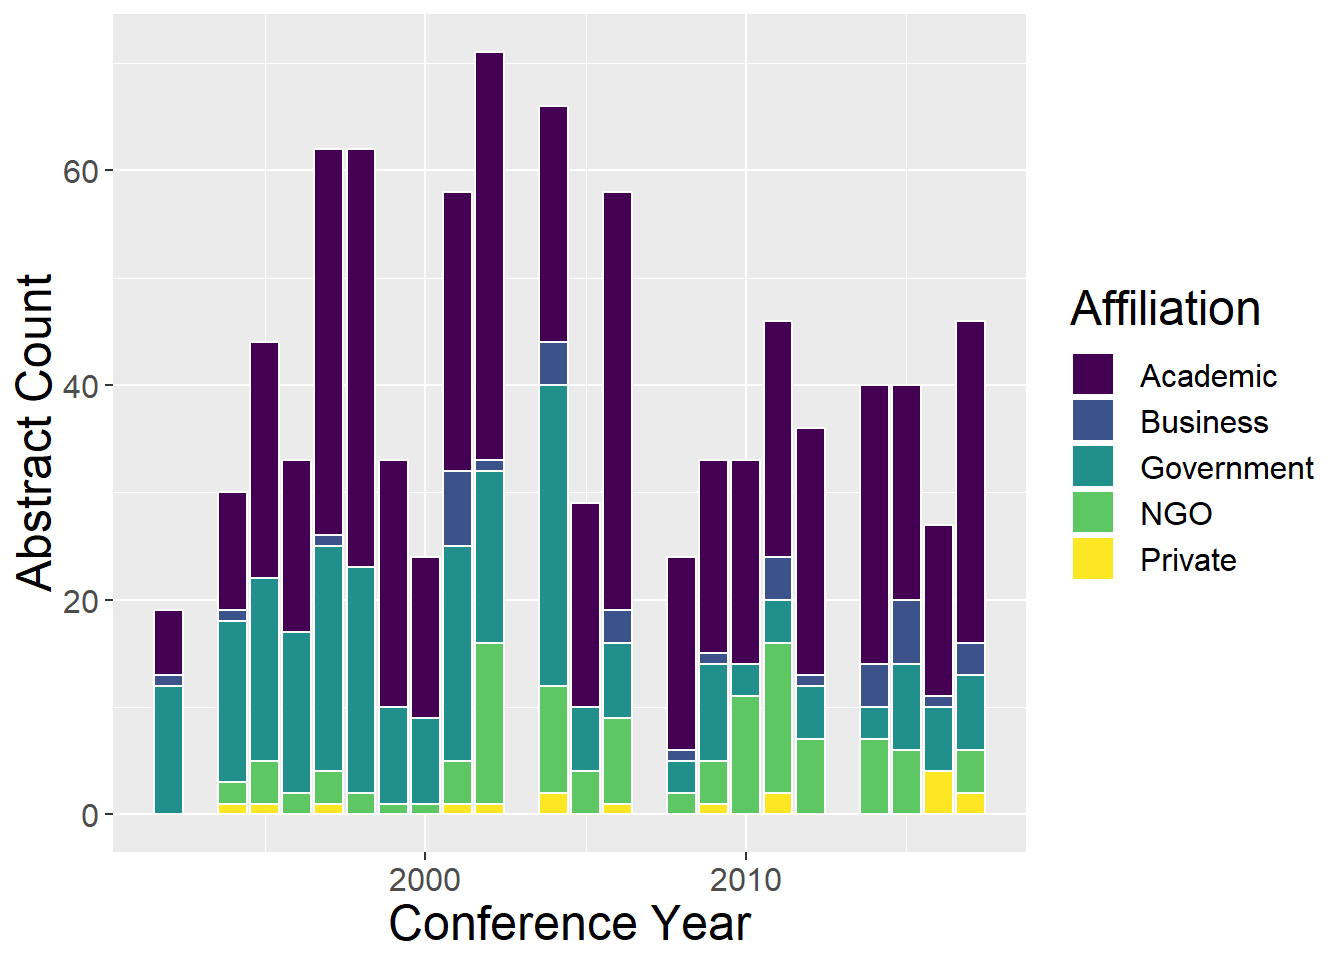 Abstract Count
60
40
20
0
2000
2010
Conference Year
Affiliation
Academic
Business
Government
NGO
Private